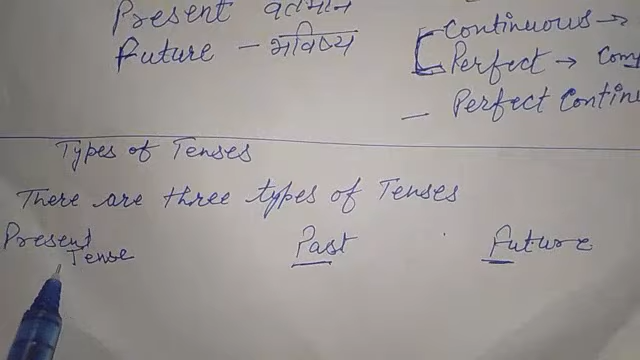 Present वर्तमान
Future - भविष्य
Continuous →
Perfect →
— Perfect
Types of Tenses
There are three types of Tenses
Present Tense
Past
Future